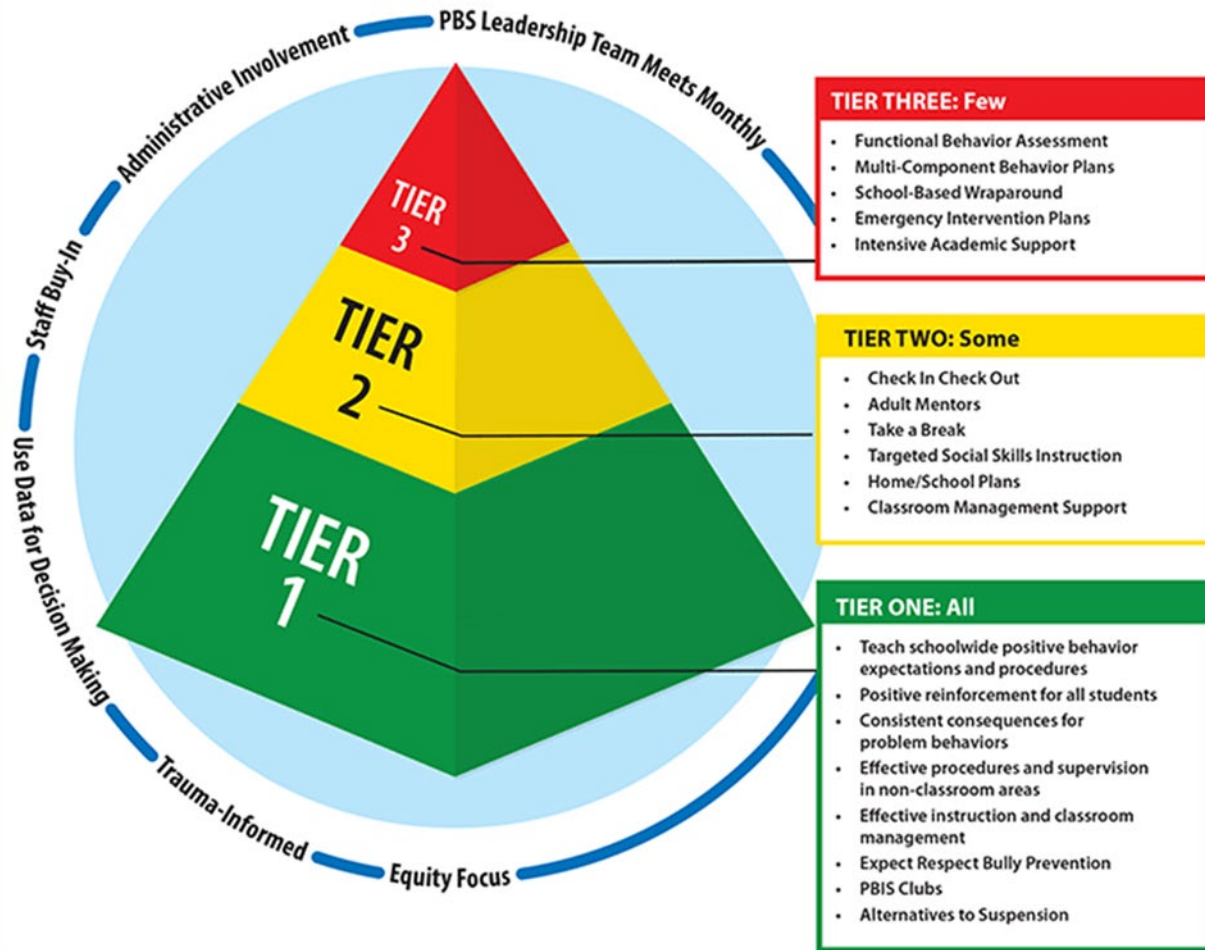 PBS Leadership Team Meets Monthly
Administrative Involvement
Staff Buy-In
Use Data for Decision Making
Trauma-Informed
Equity Focus
TIER
3
TIER
2
TIER
1
TIER THREE: Few
• Functional Behavior Assessment
• Multi-Component Behavior Plans
• School-Based Wraparound
• Emergency Intervention Plans
• Intensive Academic Support
TIER TWO: Some
• Check In Check Out
• Adult Mentors
• Take a Break
• Targeted Social Skills Instruction
• Home/School Plans
• Classroom Management Support
TIER ONE: All
• Teach schoolwide positive behavior
expectations and procedures
• Positive reinforcement for all students
• Consistent consequences for
problem behaviors
• Effective procedures and supervision
in non-classroom areas
• Effective instruction and classroom
management
• Expect Respect Bully Prevention
• PBIS Clubs
• Alternatives to Suspension